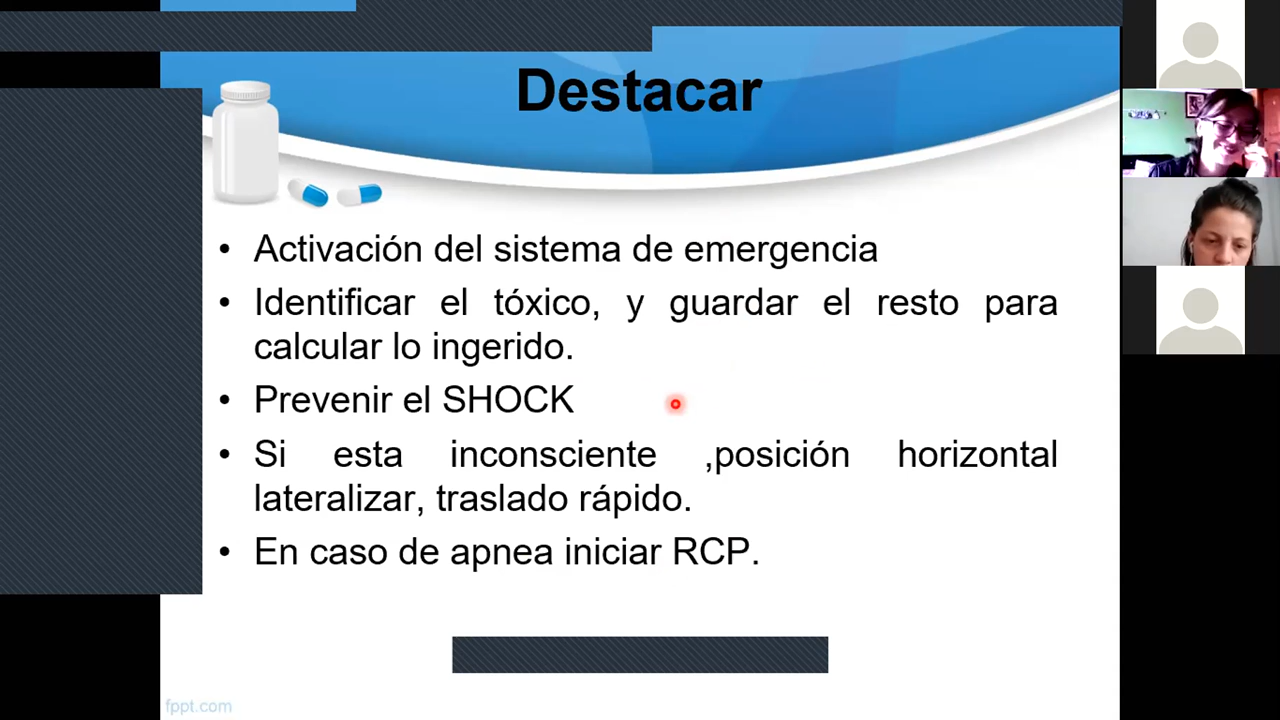 Destacar
• Activación del sistema de emergencia
• Identificar el tóxico, y guardar el resto para
calcular lo ingerido.
• Prevenir el SHOCK
• Si esta inconsciente ,posición horizontal
lateralizar, traslado rápido.
• En caso de apnea iniciar RCP.
fppt.com